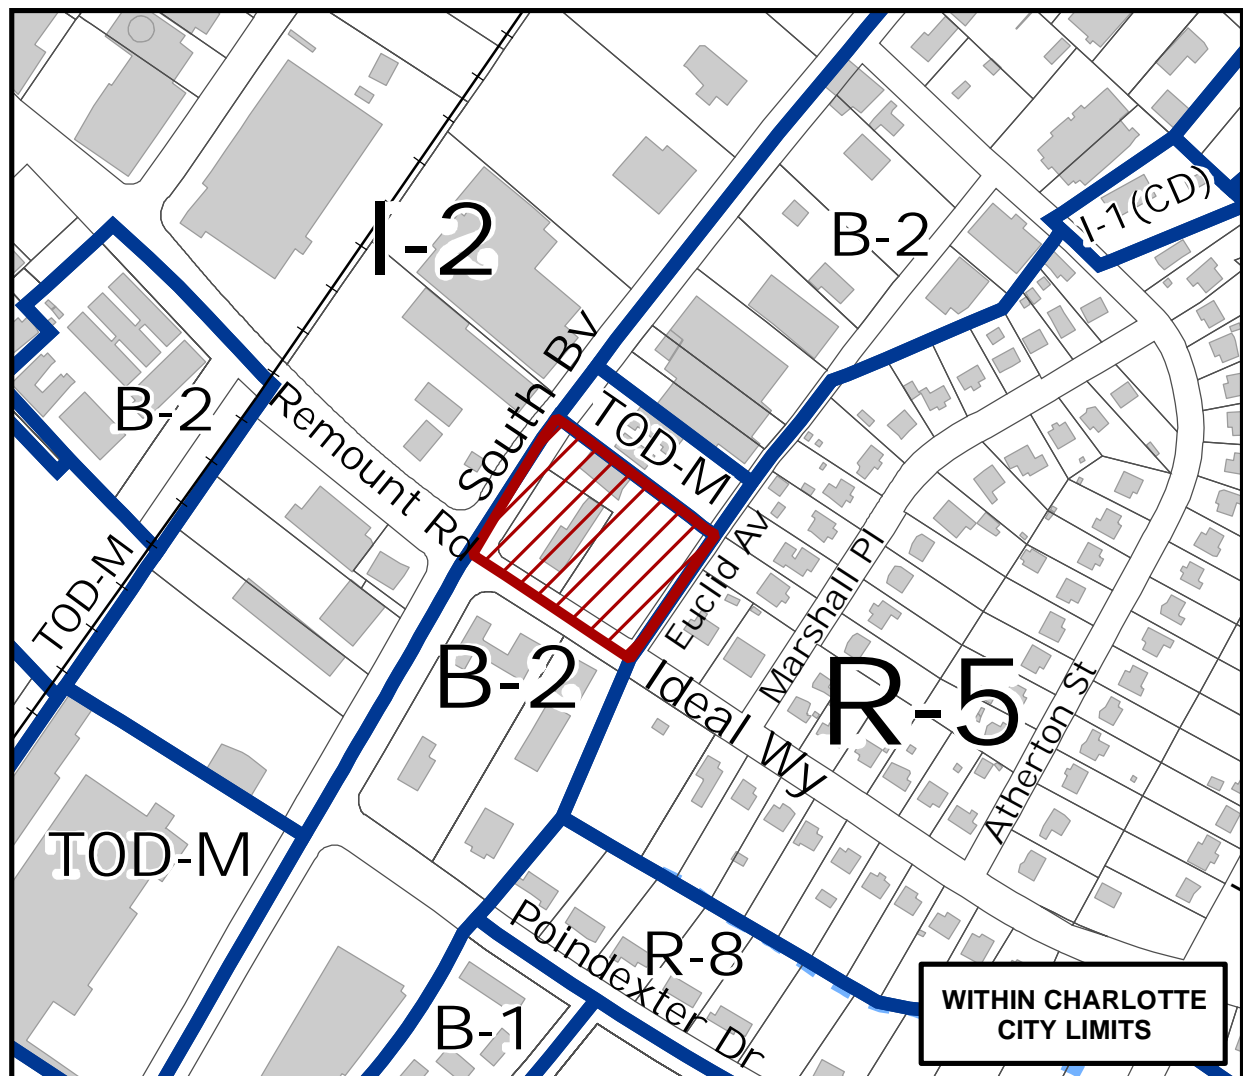 I-1(CD)
B-2
I-2
South Bv
B-2
Remount Rd
TOD-M
TOD-M
Euclid Av
Marshall Pl
B-2
Ideal Wy
R-5
Atherton St
TOD-M
Poindexter Dr
R-8
B-1
WITHIN CHARLOTTE
CITY LIMITS